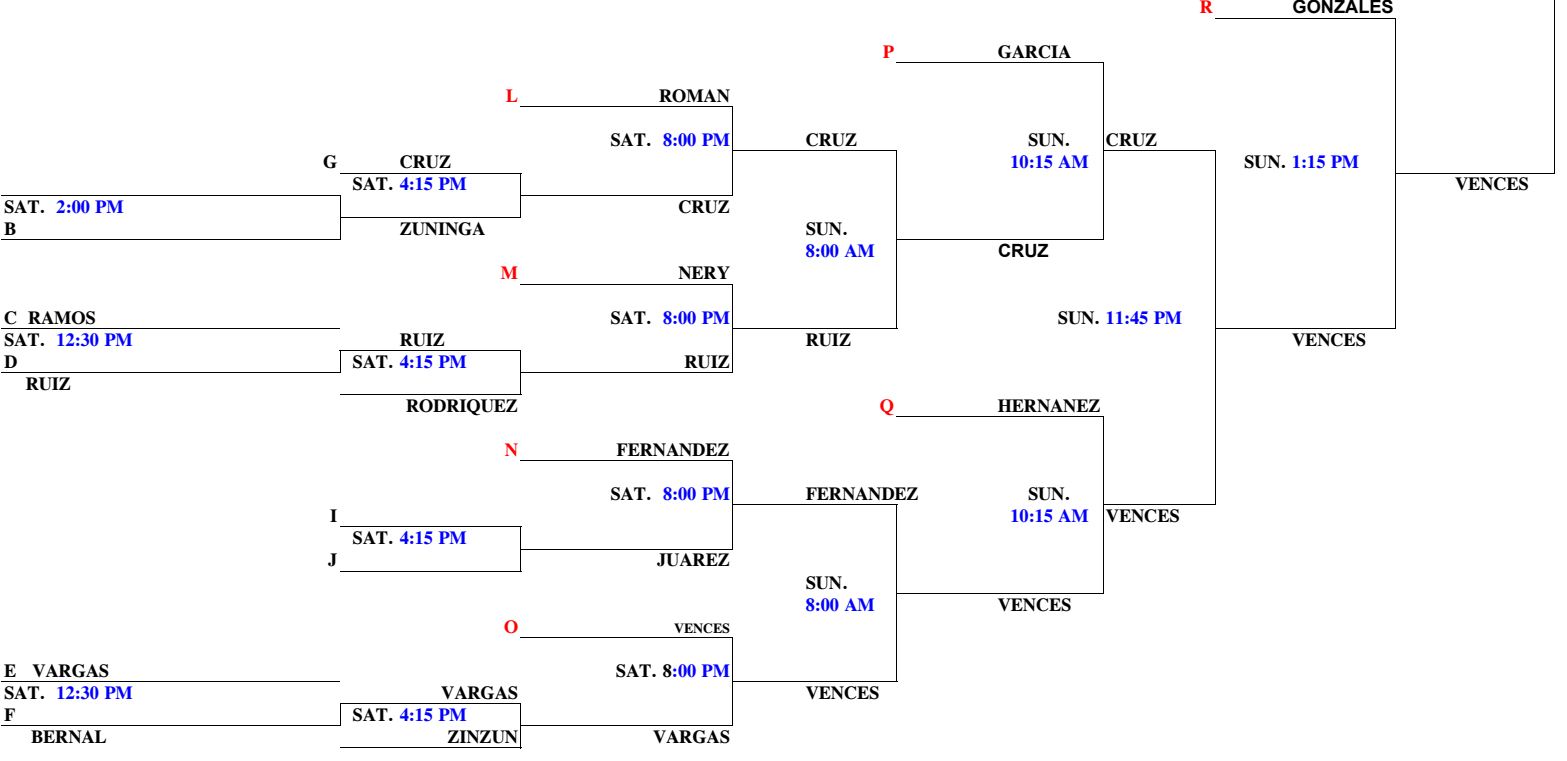 R GONZALES
P GARCIA
L ROMAN
SAT. 8:00 PM CRUZ SUN. CRUZ
G CRUZ 10:15 AM SUN. 1:15 PM
SAT. 4:15 PM VENCES
SAT. 2:00 PM CRUZ
B ZUNINGA SUN.
8:00 AM CRUZ
M NERY
C RAMOS SAT. 8:00 PM SUN. 11:45 PM
SAT. 12:30 PM RUIZ RUIZ VENCES
D SAT. 4:15 PM RUIZ
RUIZ
RODRIQUEZ Q HERNANEZ
N FERNANDEZ
SAT. 8:00 PM FERNANDEZ SUN.
I 10:15 AM VENCES
SAT. 4:15 PM
J JUAREZ
SUN.
8:00 AM VENCES
O VENCES
E VARGAS SAT. 8:00 PM
SAT. 12:30 PM VARGAS VENCES
F SAT. 4:15 PM
BERNAL ZINZUN VARGAS